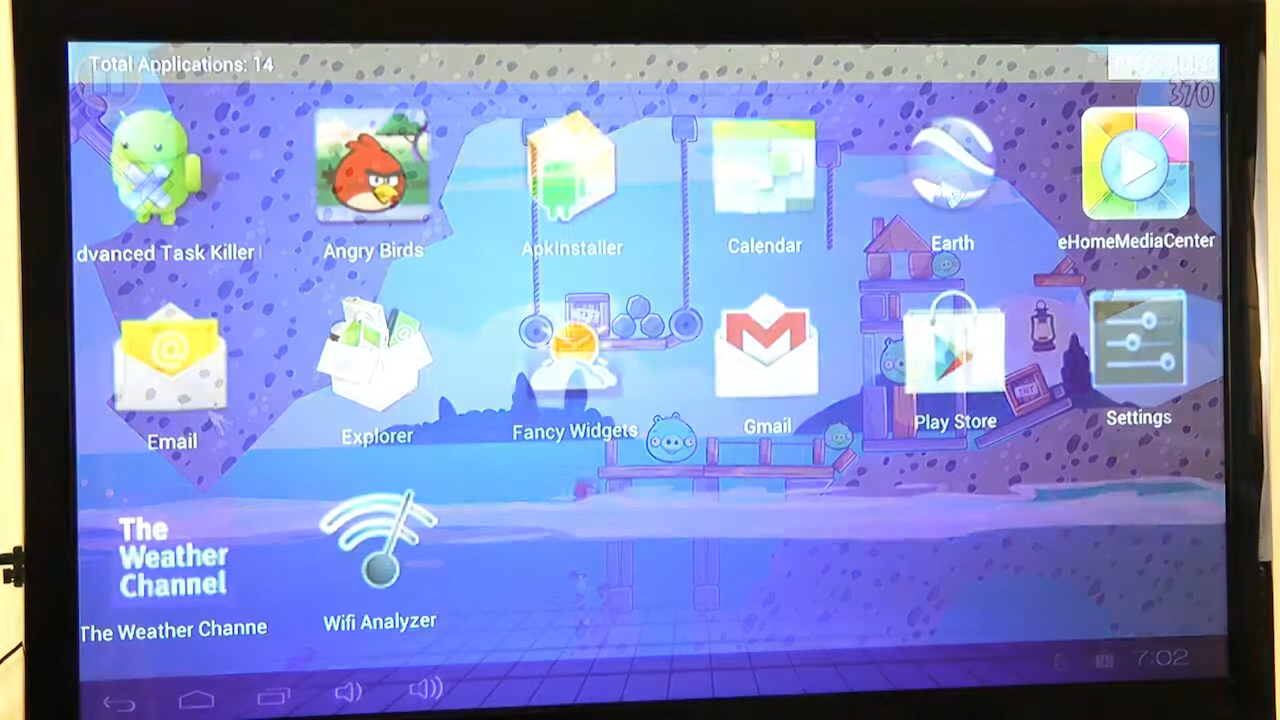 Total Applications: 14
370
dvanced Task Killer
Angry Birds
ApkInstaller
Calendar
Earth
eHomeMediaCenter
@
Email
Explorer
Fancy Widgets
Gmail
Play Store
Settings
The
Weather
Channel
The Weather Channe
Wifi Analyzer
7:02